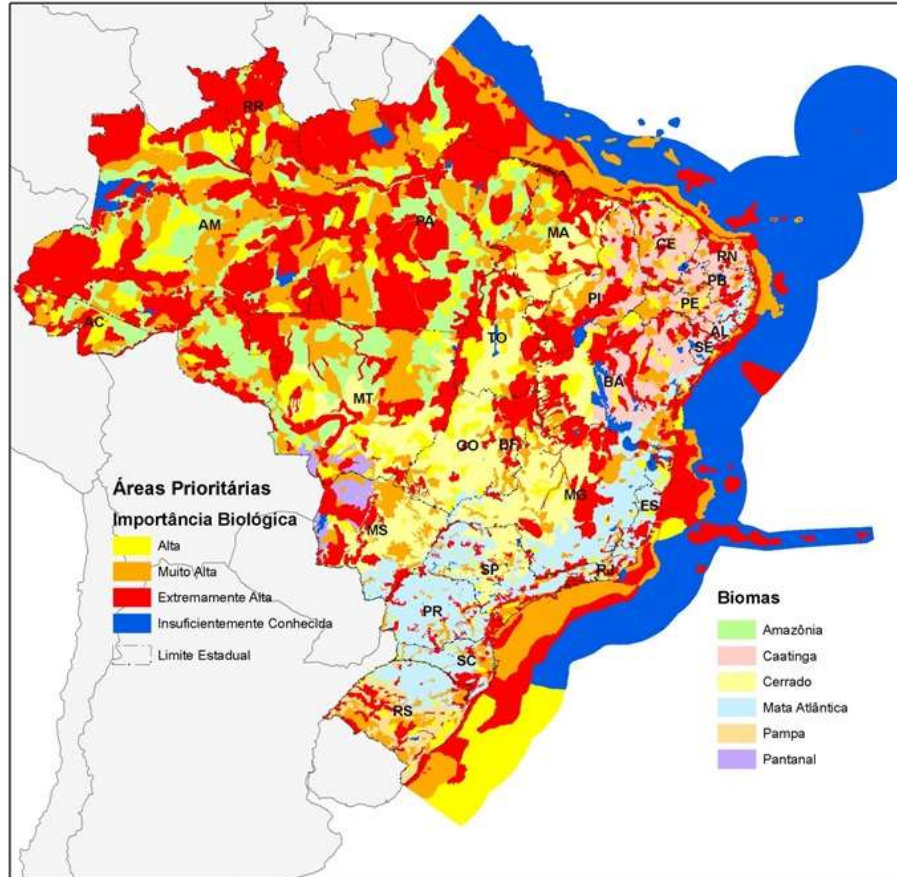 RR
AM
PA
MA
CE
RN
PB
PI
PE
AC
AL
TO
SE
BA
MT
GO
DF
MG
ES
MS
SP
RJ
PR
SC
RS
Áreas Prioritárias
Importância Biológica
Alta
Muito Alta
Extremamente Alta
Insuficientemente Conhecida
Limite Estadual
Biomas
Amazônia
Caatinga
Cerrado
Mata Atlântica
Pampa
Pantanal